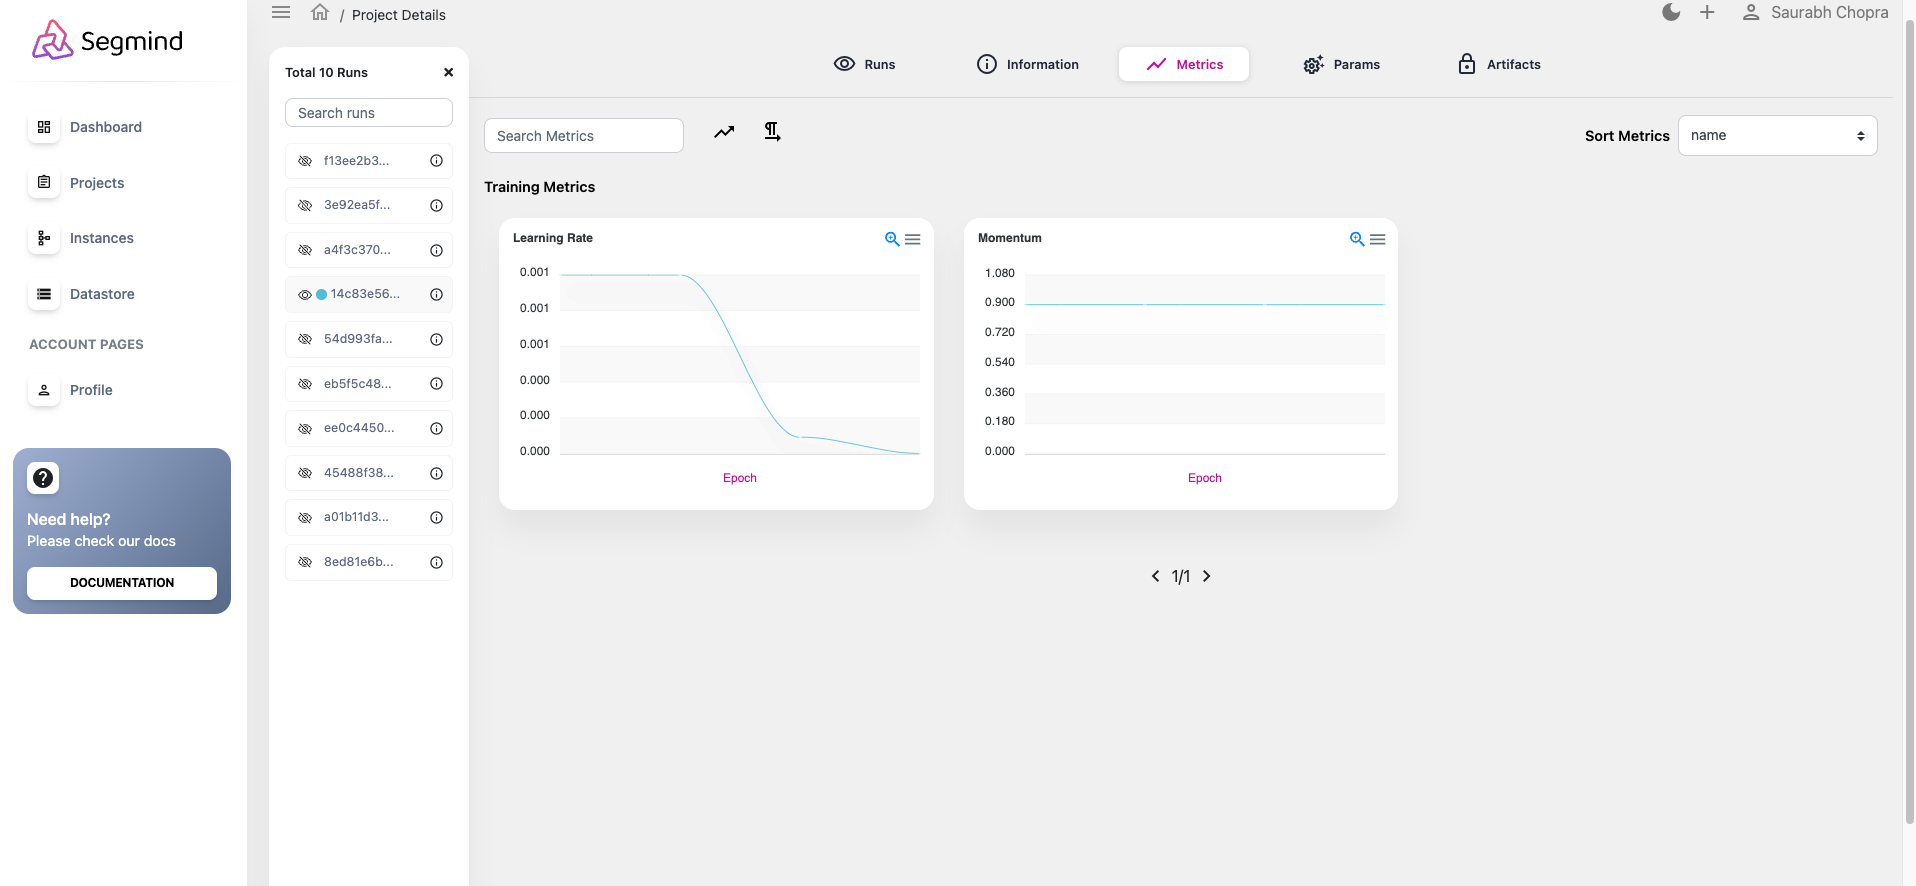 Segmind
Dashboard
Projects
Instances
Datastore
ACCOUNT PAGES
Profile
Need help?
Please check our docs
DOCUMENTATION
/ Project Details
Saurabh Chopra
Total 10 Runs
Search runs
f13ee2b3...
3e92ea5f...
a4f3c370...
14c83e56...
54d993fa...
eb5f5c48...
ee0c4450...
45488f38...
a01b11d3...
8ed81e6b...
Runs
Information
Metrics
Params
Artifacts
Search Metrics
Sort Metrics
name
Training Metrics
Learning Rate
0.001
0.001
0.001
0.000
0.000
0.000
Epoch
Momentum
1.080
0.900
0.720
0.540
0.360
0.180
0.000
Epoch
1/1